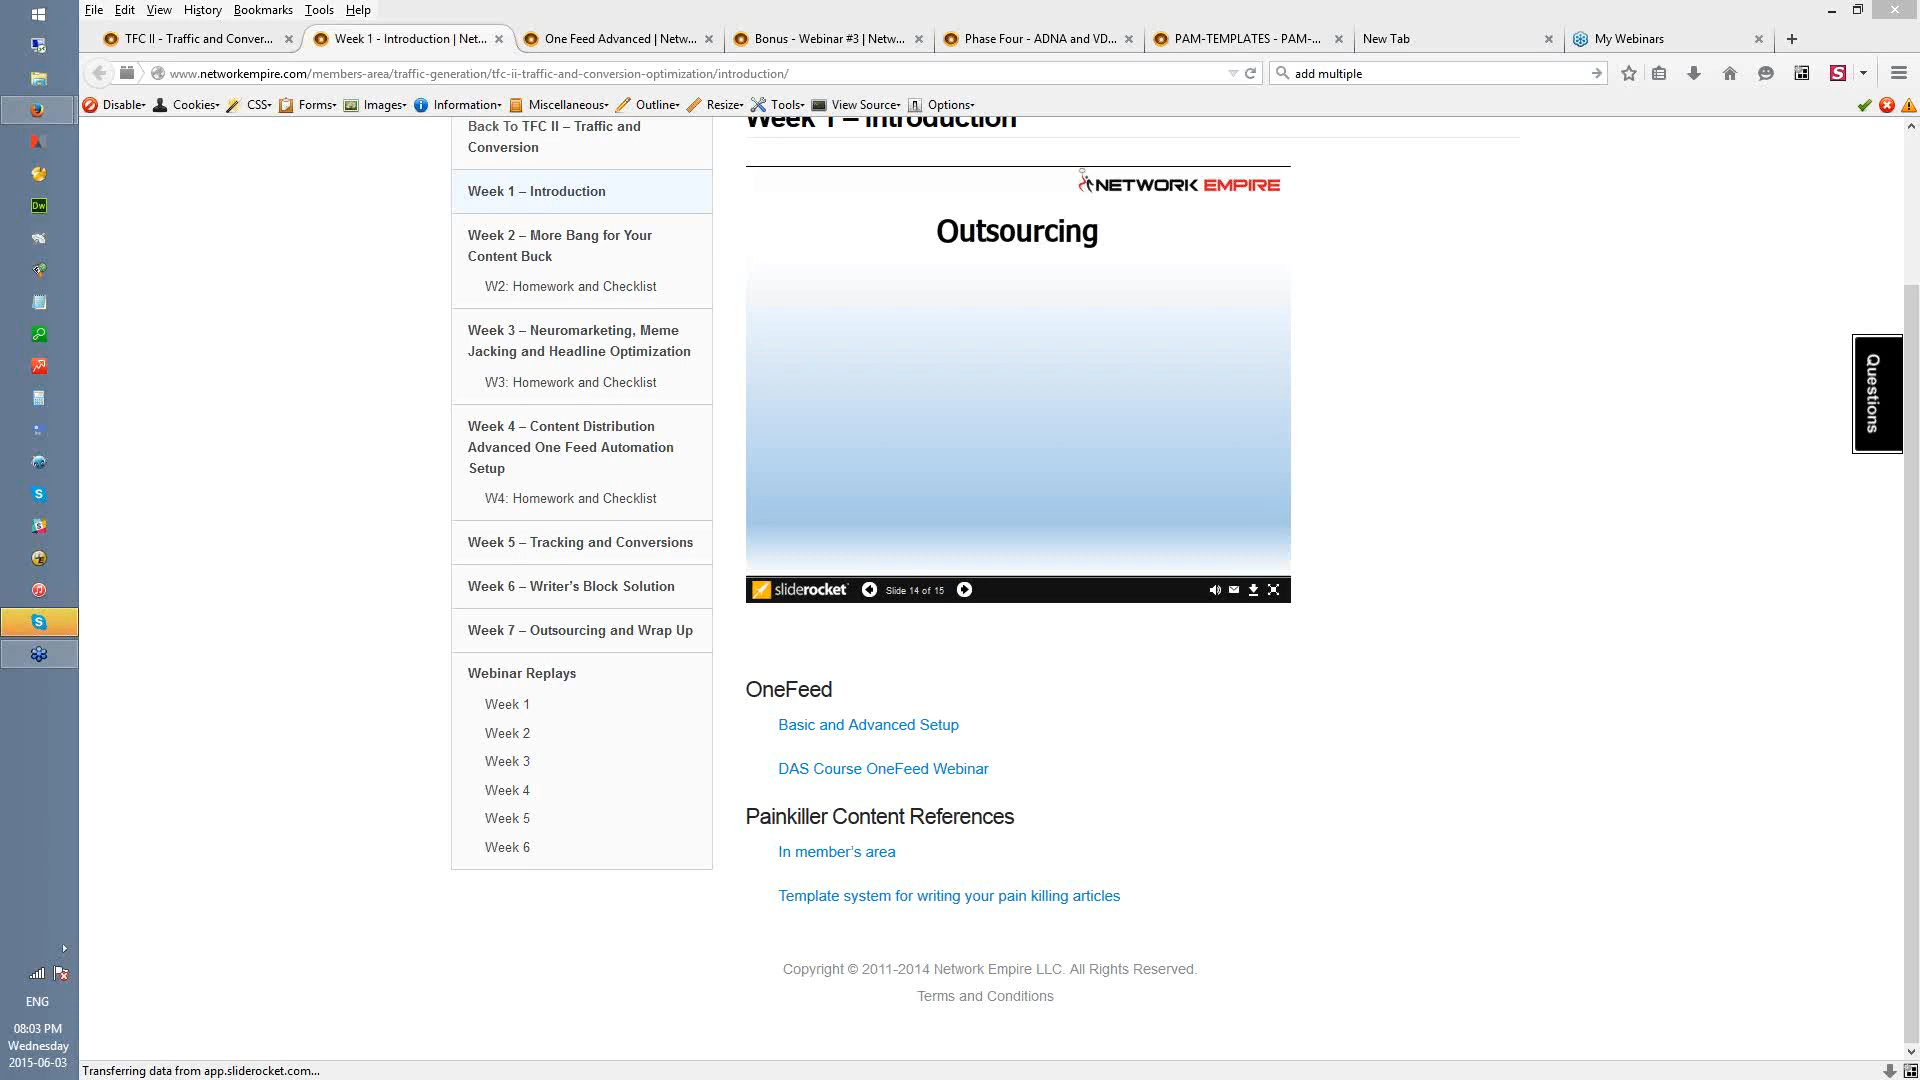 File Edit View History Bookmarks Tools Help
TFC II - Traffic and Conver...
Week 1 - Introduction | Net...
One Feed Advanced | Netw...
Bonus - Webinar #3 | Netw...
Phase Four - ADNA and VD...
PAM-TEMPLATES - PAM-...
New Tab
My Webinars
www.networkempire.com/members-area/traffic-generation/tfc-ii-traffic-and-conversion-optimization/introduction/
add multiple
Disable Cookies CSS Forms Images Information Miscellaneous Outline Resize Tools View Source Options
Back To TFC II – Traffic and
Conversion
Week 1 – Introduction
Week 2 – More Bang for Your
Content Buck
W2: Homework and Checklist
Week 3 – Neuromarketing, Meme
Jacking and Headline Optimization
W3: Homework and Checklist
Week 4 – Content Distribution
Advanced One Feed Automation
Setup
W4: Homework and Checklist
Week 5 – Tracking and Conversions
Week 6 – Writer's Block Solution
Week 7 – Outsourcing and Wrap Up
Webinar Replays
Week 1
Week 2
Week 3
Week 4
Week 5
Week 6
Week 1 – Introduction
NETWORK EMPIRE
Outsourcing
sliderocket
Slide 14 of 15
OneFeed
Basic and Advanced Setup
DAS Course OneFeed Webinar
Painkiller Content References
In member's area
Template system for writing your pain killing articles
Copyright © 2011-2014 Network Empire LLC. All Rights Reserved.
Terms and Conditions
Questions
Dw
ENG
08:03 PM
Wednesday
2015-06-03
Transferring data from app.sliderocket.com...